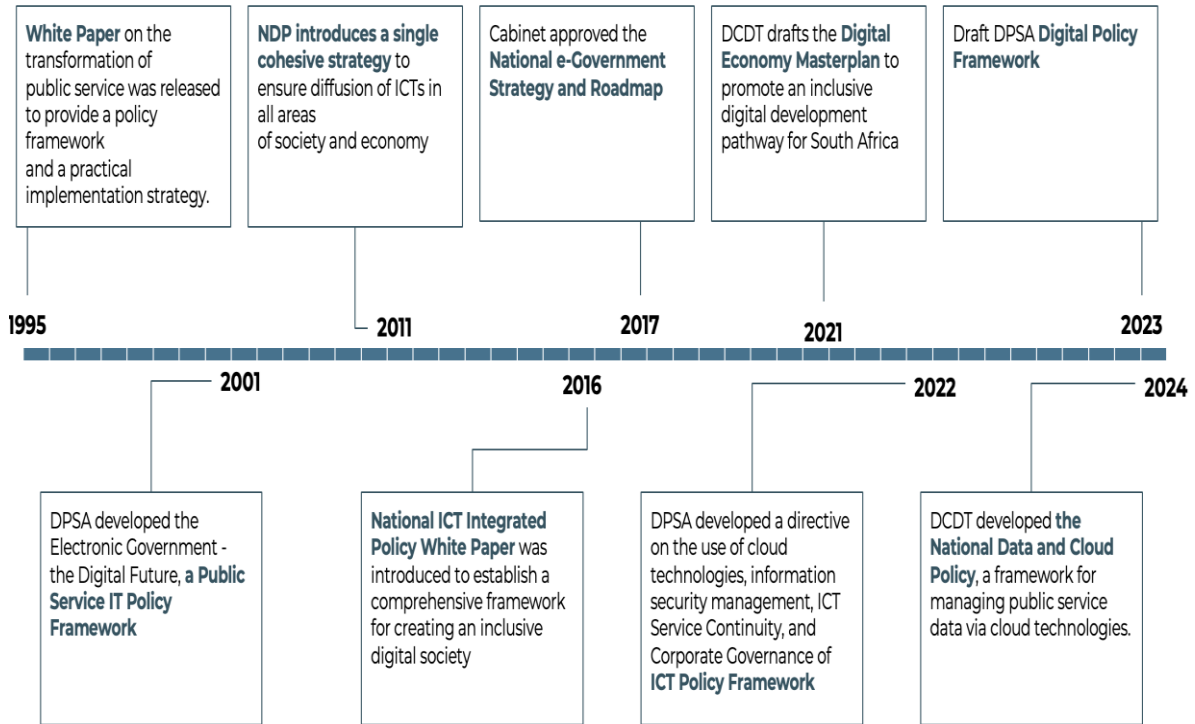 White Paper on the
transformation of
public service was released
to provide a policy
framework
and a practical
implementation strategy.
NDP introduces a single
cohesive strategy to
ensure diffusion of ICTs in
all areas
of society and economy
Cabinet approved the
National e-Government
Strategy and Roadmap
DCDT drafts the Digital
Economy Masterplan to
promote an inclusive
digital development
pathway for South Africa
Draft DPSA Digital Policy
Framework
1995
2011
2017
2021
2023
2001
2016
2022
2024
DPSA developed the
Electronic Government -
the Digital Future, a Public
Service IT Policy
Framework
National ICT Integrated
Policy White Paper was
introduced to establish a
comprehensive framework
for creating an inclusive
digital society
DPSA developed a directive
on the use of cloud
technologies, information
security management, ICT
Service Continuity, and
Corporate Governance of
ICT Policy Framework
DCDT developed the
National Data and Cloud
Policy, a framework for
managing public service
data via cloud technologies.